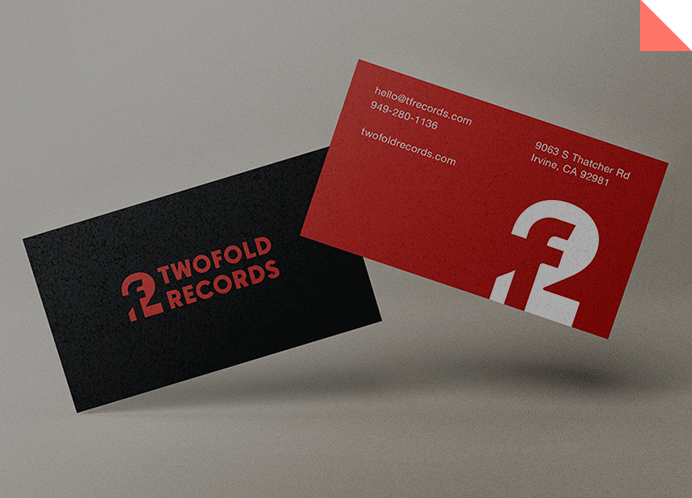 TWOFOLD
RECORDS
hello@tfrecords.com
949-280-1136
twofoldrecords.com
9063 S Thatcher Rd
Irvine, CA 92981